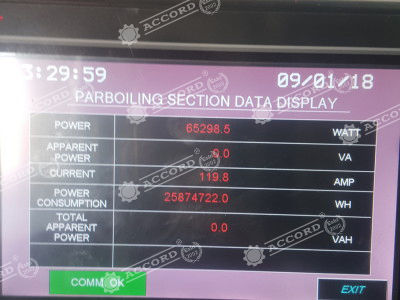 3:29:59 09/01/18
PARBOILING SECTION DATA DISPLAY
POWER 65298.5 WATT
APPARENT POWER 0.0 VA
CURRENT 119.8 AMP
POWER CONSUMPTION 25874722.0 WH
TOTAL APPARENT POWER 0.0 VAH
COMM. OK EXIT
ACCORD